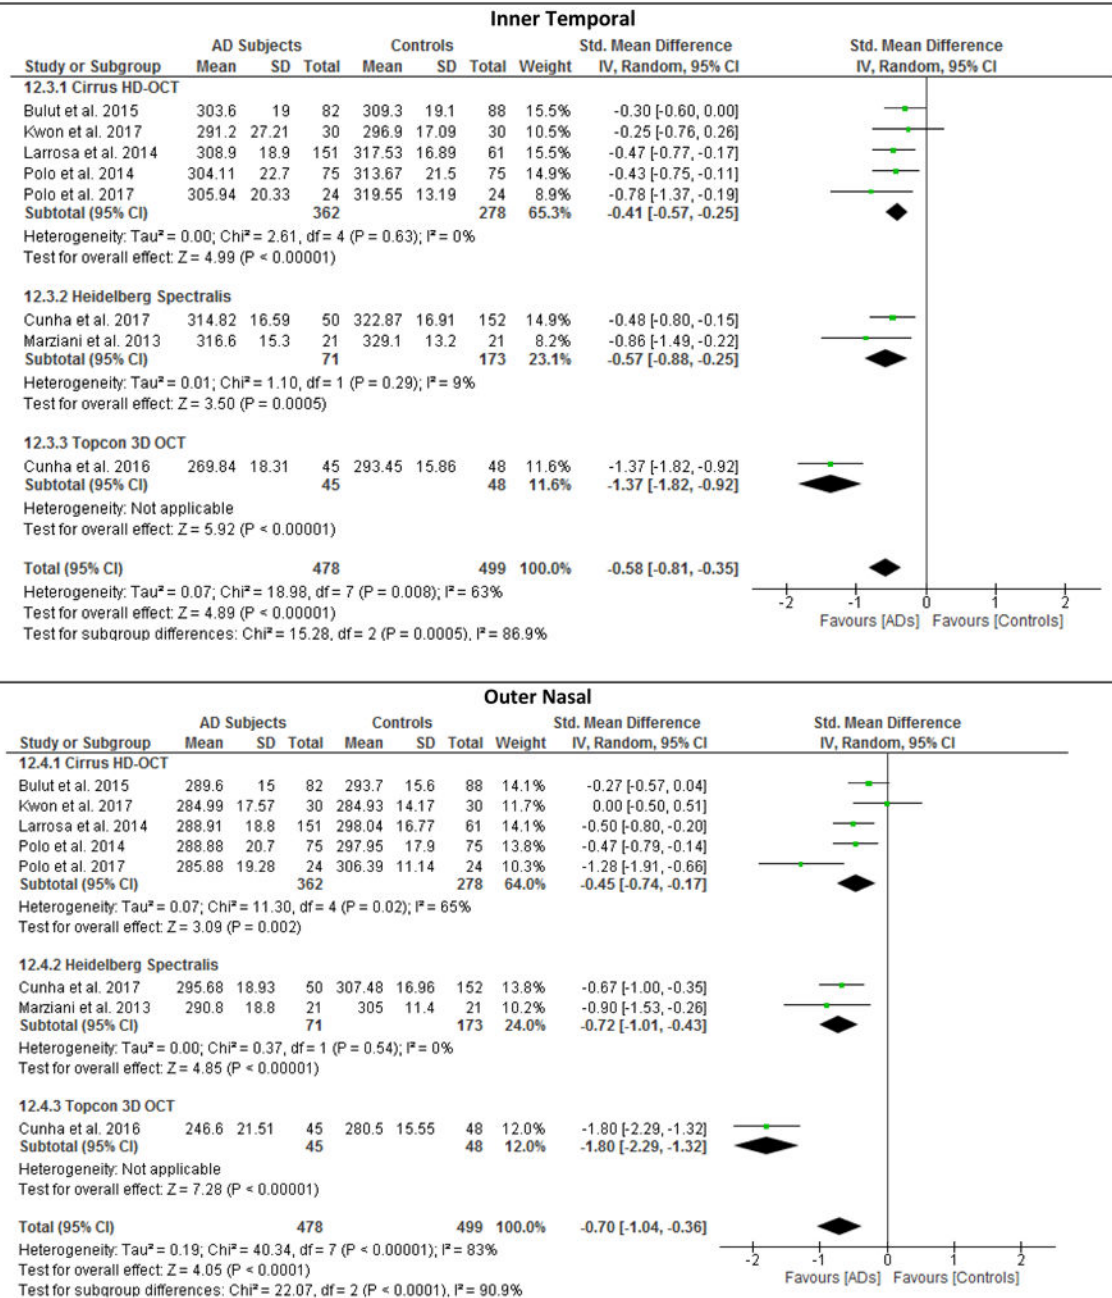 Inner Temporal
AD Subjects Controls Std. Mean Difference Std. Mean Difference
Study or Subgroup Mean SD Total Mean SD Total Weight IV, Random, 95% CI IV, Random, 95% CI
12.3.1 Cirrus HD-OCT
Bulut et al. 2015 303.6 19 82 309.3 19.1 88 15.5% -0.30 [-0.60, 0.00]
Kwon et al. 2017 291.2 27.21 30 296.9 17.09 30 10.5% -0.25 [-0.76, 0.26]
Larrosa et al. 2014 308.9 18.9 151 317.53 16.89 61 15.5% -0.47 [-0.77, -0.17]
Polo et al. 2014 304.11 22.7 75 313.67 21.5 75 14.9% -0.43 [-0.75, -0.11]
Polo et al. 2017 305.94 20.33 24 319.55 13.19 24 8.9% -0.78 [-1.37, -0.19]
Subtotal (95% CI) 362 278 65.3% -0.41 [-0.57, -0.25]
Heterogeneity: Tau² = 0.00; Chi² = 2.61, df = 4 (P = 0.63); I² = 0%
Test for overall effect: Z = 4.99 (P < 0.00001)
12.3.2 Heidelberg Spectralis
Cunha et al. 2017 314.82 16.59 50 322.87 16.91 152 14.9% -0.48 [-0.80, -0.15]
Marziani et al. 2013 316.6 15.3 21 329.1 13.2 21 8.2% -0.86 [-1.49, -0.22]
Subtotal (95% CI) 71 173 23.1% -0.57 [-0.88, -0.25]
Heterogeneity: Tau² = 0.01; Chi² = 1.10, df = 1 (P = 0.29); I² = 9%
Test for overall effect: Z = 3.50 (P = 0.0005)
12.3.3 Topcon 3D OCT
Cunha et al. 2016 269.84 18.31 45 293.45 15.86 48 11.6% -1.37 [-1.82, -0.92]
Subtotal (95% CI) 45 48 11.6% -1.37 [-1.82, -0.92]
Heterogeneity: Not applicable
Test for overall effect: Z = 5.92 (P < 0.00001)
Total (95% CI) 478 499 100.0% -0.58 [-0.81, -0.35]
Heterogeneity: Tau² = 0.07; Chi² = 18.98, df = 7 (P = 0.008); I² = 63%
Test for overall effect: Z = 4.89 (P < 0.00001)
Test for subgroup differences: Chi² = 15.28, df = 2 (P = 0.0005), I² = 86.9%
-2 -1 0 1 2
Favours [ADs] Favours [Controls]
Outer Nasal
AD Subjects Controls Std. Mean Difference Std. Mean Difference
Study or Subgroup Mean SD Total Mean SD Total Weight IV, Random, 95% CI IV, Random, 95% CI
12.4.1 Cirrus HD-OCT
Bulut et al. 2015 289.6 15 82 293.7 15.6 88 14.1% -0.27 [-0.57, 0.04]
Kwon et al. 2017 284.99 17.57 30 284.93 14.17 30 11.7% 0.00 [-0.50, 0.51]
Larrosa et al. 2014 288.91 18.8 151 298.04 16.77 61 14.1% -0.50 [-0.80, -0.20]
Polo et al. 2014 288.88 20.7 75 297.95 17.9 75 13.8% -0.47 [-0.79, -0.14]
Polo et al. 2017 285.88 19.28 24 306.39 11.14 24 10.3% -1.28 [-1.91, -0.66]
Subtotal (95% CI) 362 278 64.0% -0.45 [-0.74, -0.17]
Heterogeneity: Tau² = 0.07; Chi² = 11.30, df = 4 (P = 0.02); I² = 65%
Test for overall effect: Z = 3.09 (P = 0.002)
12.4.2 Heidelberg Spectralis
Cunha et al. 2017 295.68 18.93 50 307.48 16.96 152 13.8% -0.67 [-1.00, -0.35]
Marziani et al. 2013 290.8 18.8 21 305 11.4 21 10.2% -0.90 [-1.53, -0.26]
Subtotal (95% CI) 71 173 24.0% -0.72 [-1.01, -0.43]
Heterogeneity: Tau² = 0.00; Chi² = 0.37, df = 1 (P = 0.54); I² = 0%
Test for overall effect: Z = 4.85 (P < 0.00001)
12.4.3 Topcon 3D OCT
Cunha et al. 2016 246.6 21.51 45 280.5 15.55 48 12.0% -1.80 [-2.29, -1.32]
Subtotal (95% CI) 45 48 12.0% -1.80 [-2.29, -1.32]
Heterogeneity: Not applicable
Test for overall effect: Z = 7.28 (P < 0.00001)
Total (95% CI) 478 499 100.0% -0.70 [-1.04, -0.36]
Heterogeneity: Tau² = 0.19; Chi² = 40.34, df = 7 (P < 0.00001); I² = 83%
Test for overall effect: Z = 4.05 (P < 0.0001)
Test for subgroup differences: Chi² = 22.07, df = 2 (P < 0.0001), I² = 90.9%
-2 -1 0 1 2
Favours [ADs] Favours [Controls]